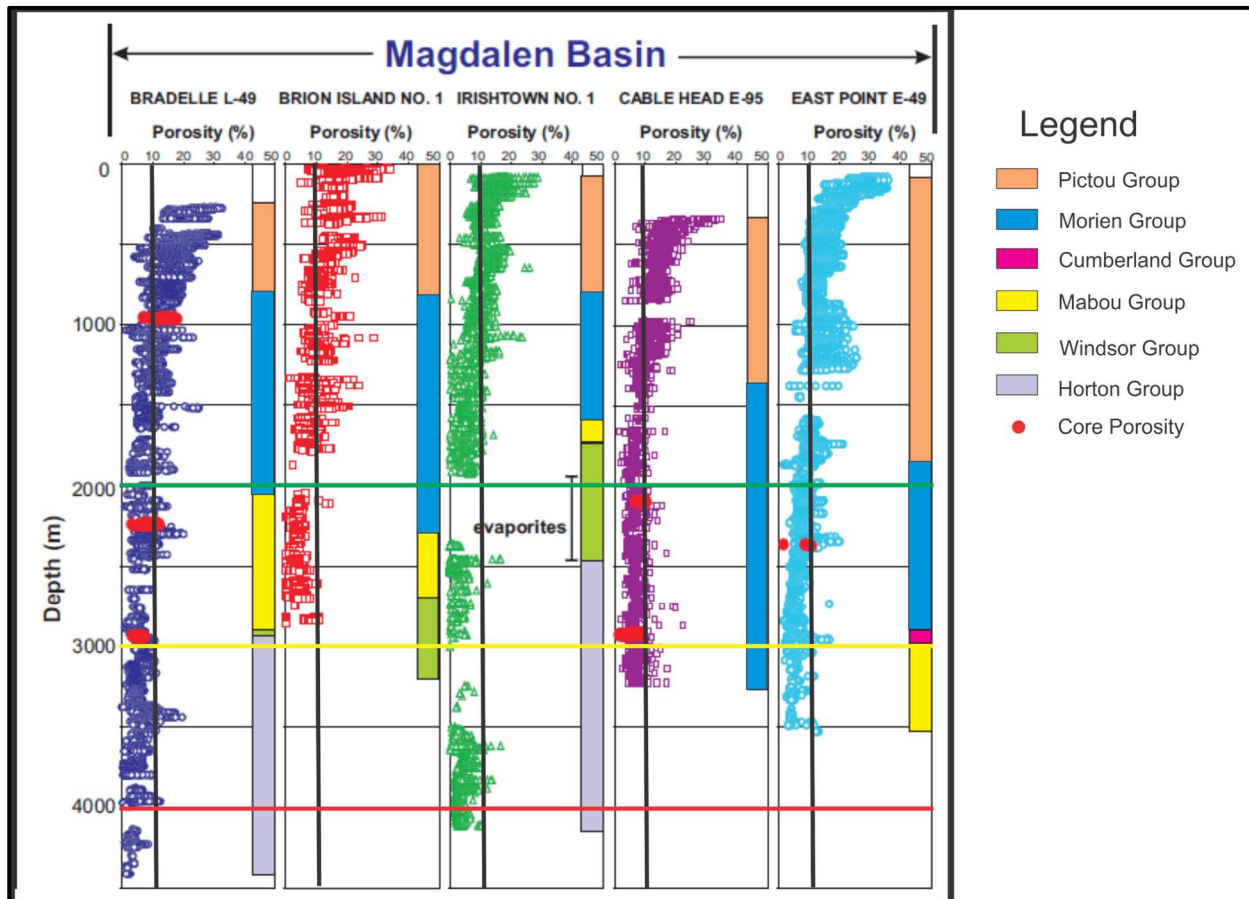 Magdalen Basin
BRADELLE L-49 BRION ISLAND NO. 1 IRISHTOWN NO. 1 CABLE HEAD E-95 EAST POINT E-49
Porosity (%) Porosity (%) Porosity (%) Porosity (%) Porosity (%)
0 10 20 30 50 0 10 20 30 40 50 0 10 20 30 40 50 0 10 20 30 40 50 0 10 20 30 50
0
1000
2000
3000
4000
Depth (m)
evaporites
Legend
Pictou Group
Morien Group
Cumberland Group
Mabou Group
Windsor Group
Horton Group
Core Porosity